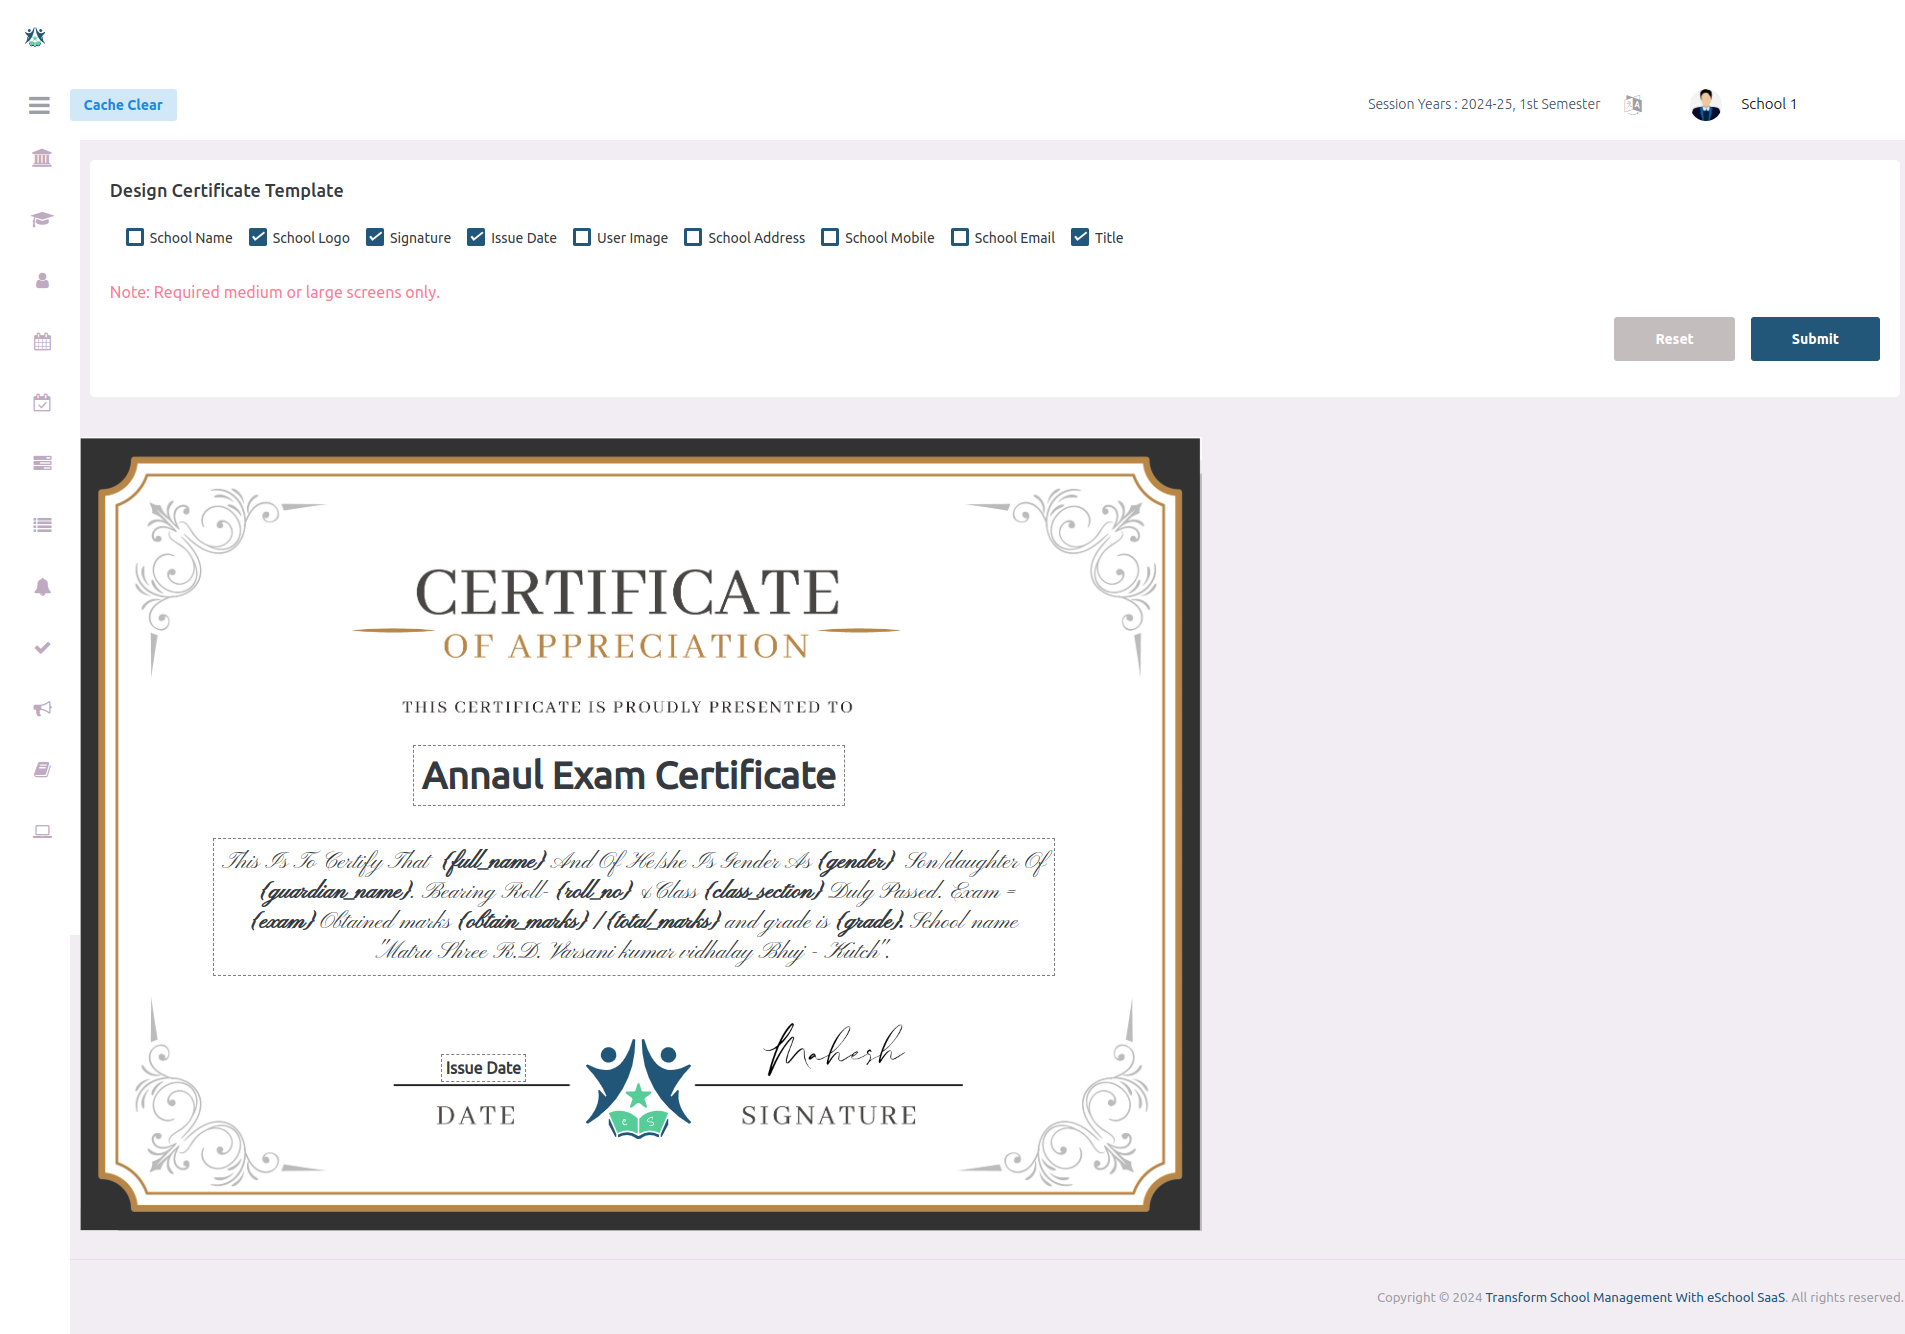 Cache Clear
Session Years : 2024-25, 1st Semester
School 1
Design Certificate Template
School Name School Logo Signature Issue Date User Image School Address School Mobile School Email Title
Note: Required medium or large screens only.
Reset Submit
CERTIFICATE
OF APPRECIATION
THIS CERTIFICATE IS PROUDLY PRESENTED TO
Annaul Exam Certificate
This Is To Certify That {full_name} And Of He/she Is Gender As {gender} Son/daughter Of
{guardian_name}. Bearing Roll- {roll_no} & Class {class_section} Dulg Passed. Exam =
{exam} Obtained marks {obtain_marks} / {total_marks} and grade is {grade}. School name
"Matru Shree R.D. Varsani kumar vidhalay Bhuj - Kutch".
Mahesh
Issue Date
e S
DATE SIGNATURE
Copyright © 2024 Transform School Management With eSchool SaaS. All rights reserved.